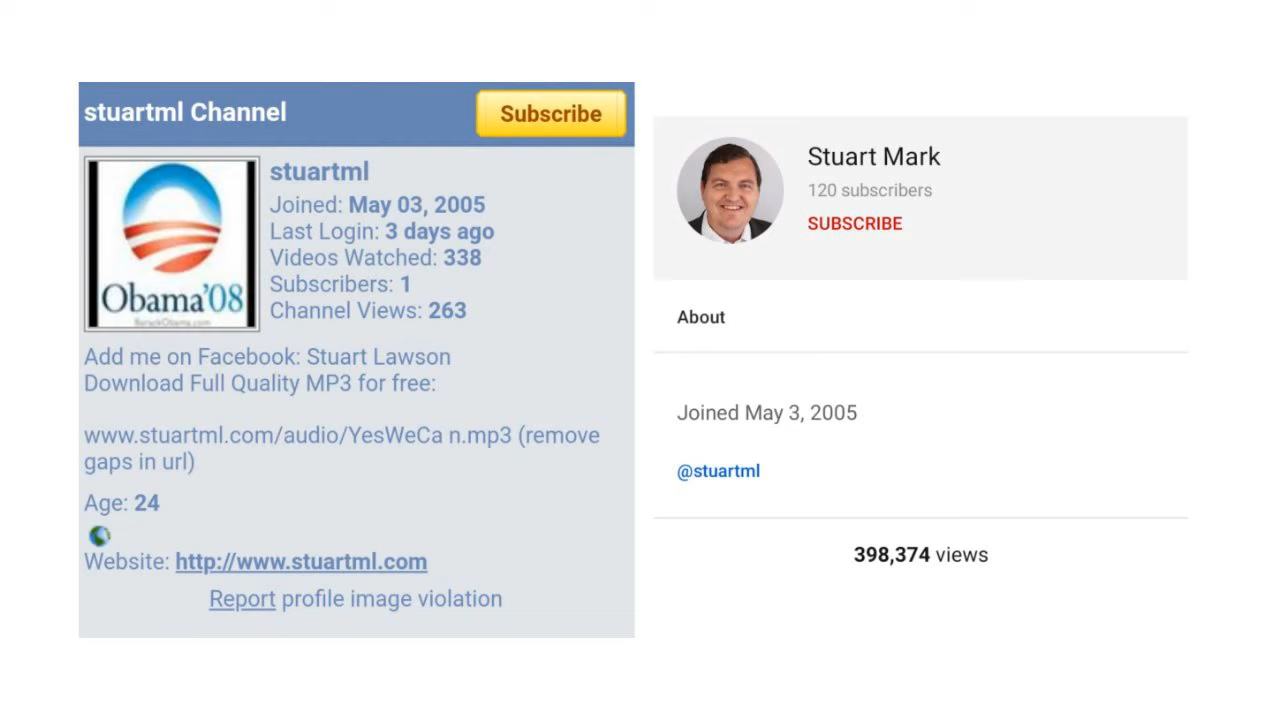 stuartml Channel
Subscribe
Obama'08
BarackObama.com
stuartml
Joined: May 03, 2005
Last Login: 3 days ago
Videos Watched: 338
Subscribers: 1
Channel Views: 263
Add me on Facebook: Stuart Lawson
Download Full Quality MP3 for free:
www.stuartml.com/audio/YesWeCa n.mp3 (remove
gaps in url)
Age: 24
Website: http://www.stuartml.com
Report profile image violation
Stuart Mark
120 subscribers
SUBSCRIBE
About
Joined May 3, 2005
@stuartml
398,374 views